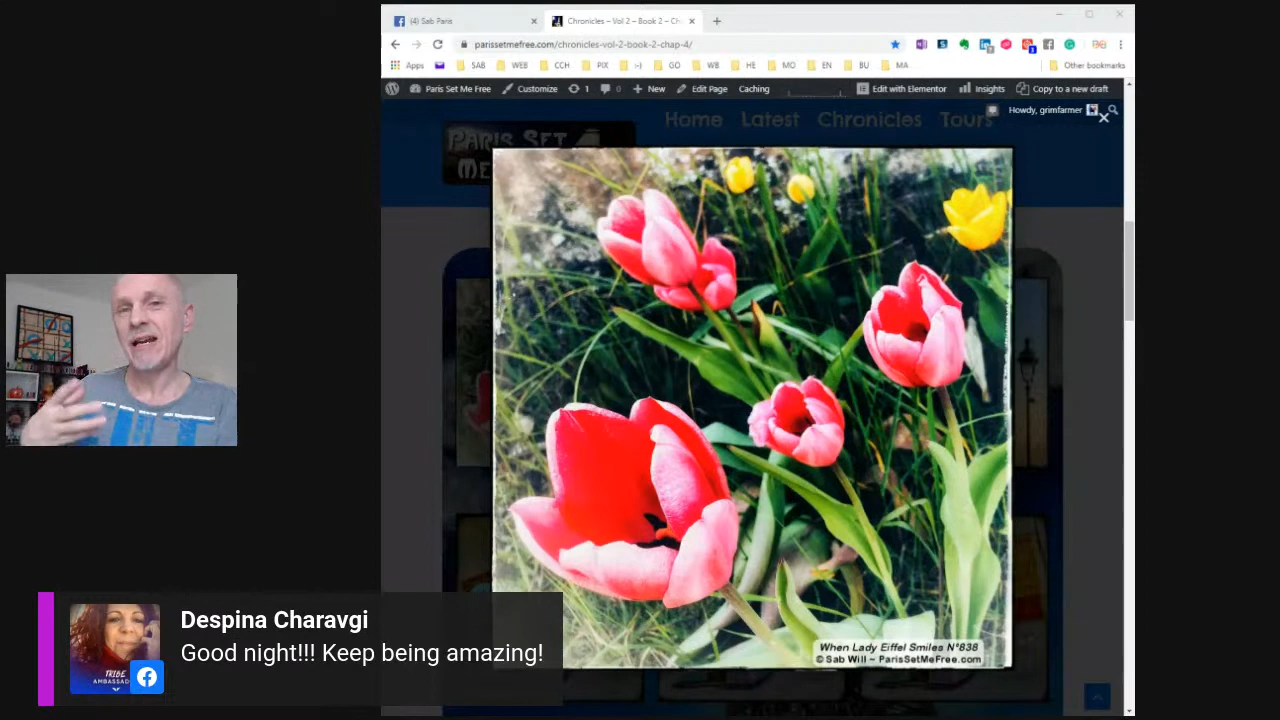 (4) Sab Paris
Chronicles – Vol 2 – Book 2 – Ch
parissetmefree.com/chronicles-vol-2-book-2-chap-4/
Apps SAB WEB CCH PIX :-) GO WB HE MO EN BU MA Other bookmarks
Paris Set Me Free Customize 1 0 New Edit Page Caching Edit with Elementor Insights Copy to a new draft
Howdy, grimfarmer
Home Latest Chronicles Tours
PARIS SET
ME
When Lady Eiffel Smiles N°838
© Sab Will ~ ParisSetMeFree.com
Despina Charavgi
Good night!!! Keep being amazing!
TRIBE